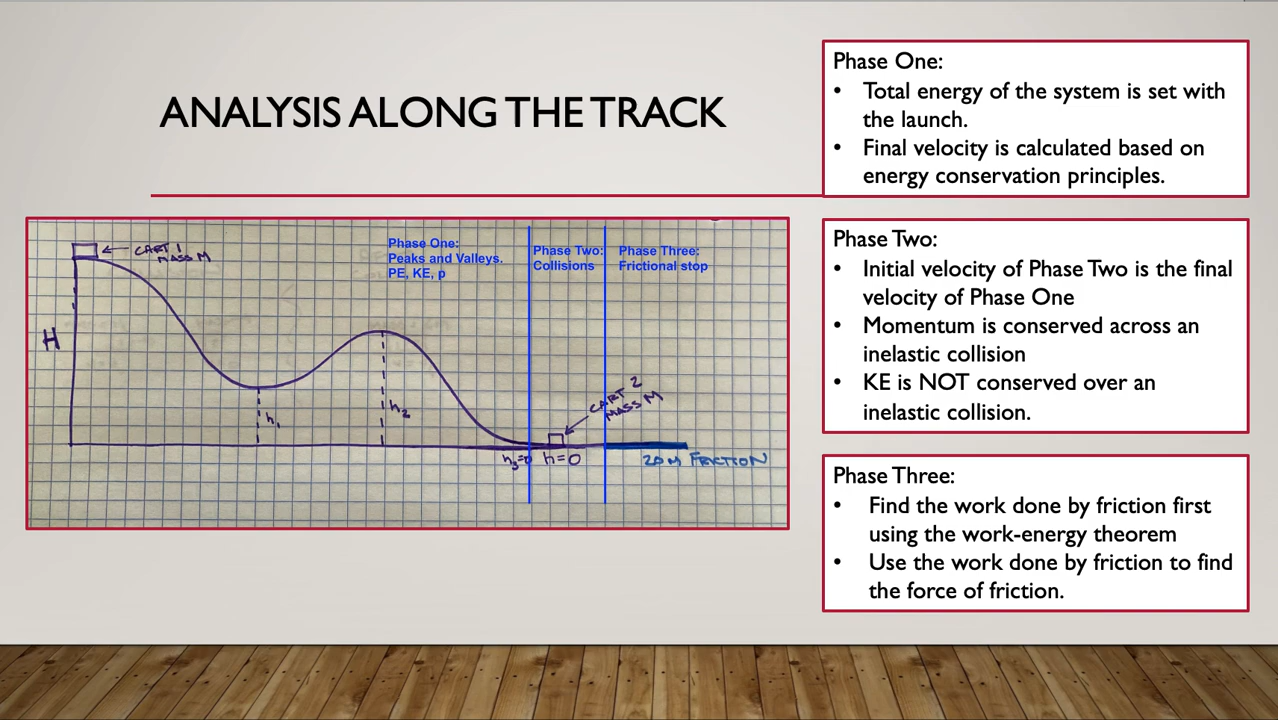 ANALYSIS ALONG THE TRACK
Phase One:
• Total energy of the system is set with
the launch.
• Final velocity is calculated based on
energy conservation principles.
CART 1
MASS M
H
h₁
h₂
Phase One:
Peaks and Valleys.
PE, KE, p
Phase Two:
Collisions
Phase Three:
Frictional stop
CART 2
MASS M
h₃=0
h=0
20 M FRICTION
Phase Two:
• Initial velocity of Phase Two is the final
velocity of Phase One
• Momentum is conserved across an
inelastic collision
• KE is NOT conserved over an
inelastic collision.
Phase Three:
• Find the work done by friction first
using the work-energy theorem
• Use the work done by friction to find
the force of friction.